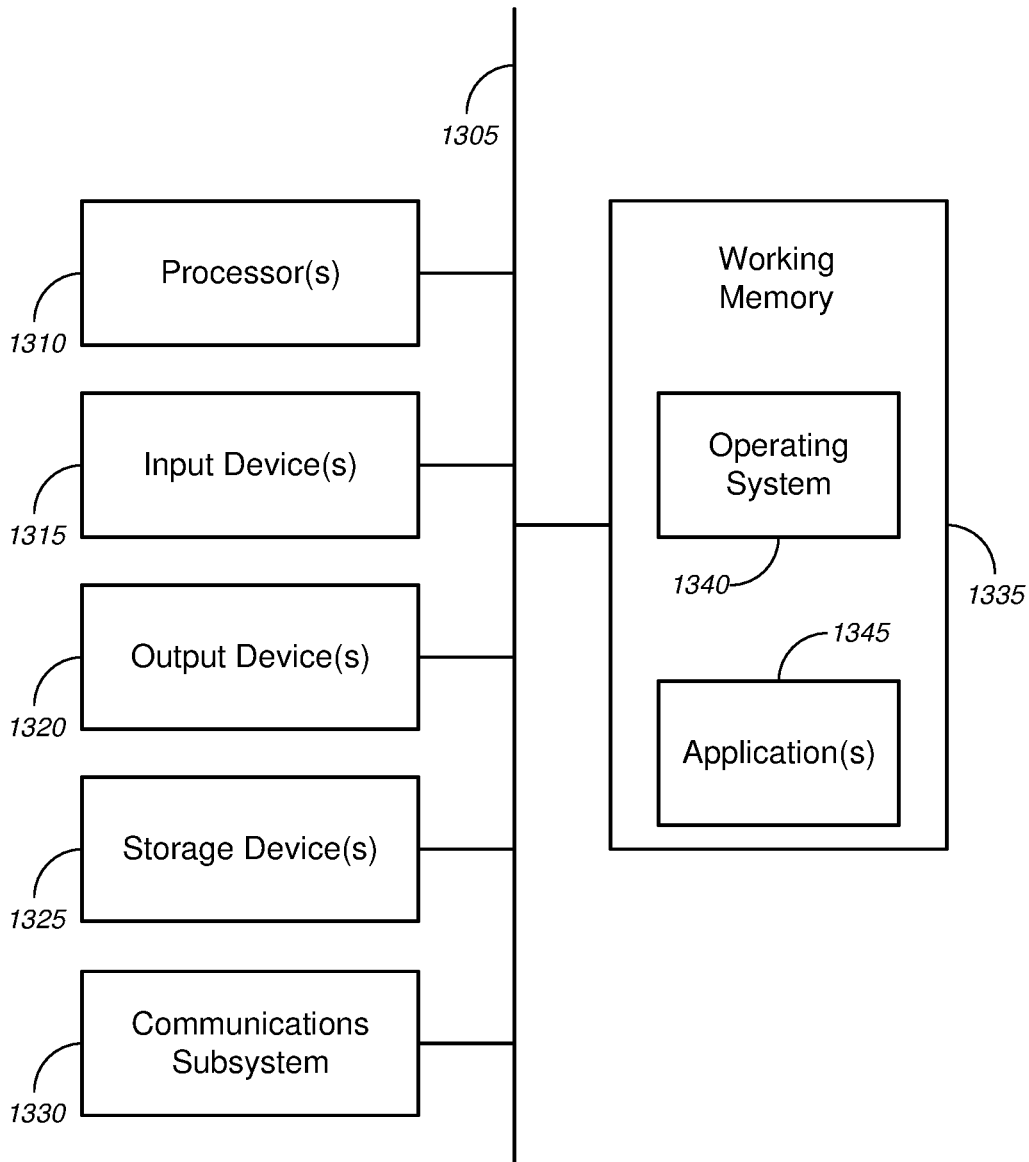 1305
Processor(s)
1310
Input Device(s)
1315
Output Device(s)
1320
Storage Device(s)
1325
Communications
Subsystem
1330
Working
Memory
Operating
System
1340
1335
1345
Application(s)